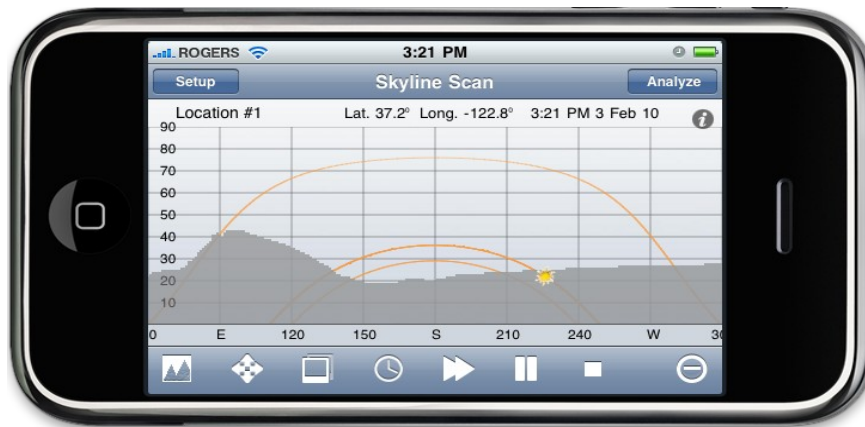 ROGERS 3:21 PM
Setup Skyline Scan Analyze
Location #1 Lat. 37.2° Long. -122.8° 3:21 PM 3 Feb 10 i
90
80
70
60
50
40
30
20
10
0 E 120 150 S 210 240 W 30